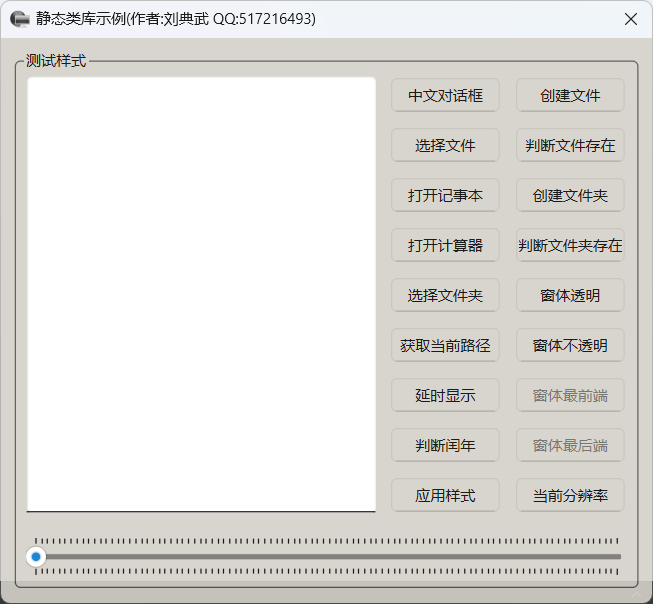 静态类库示例(作者:刘典武 QQ:517216493)
测试样式
中文对话框 创建文件
选择文件 判断文件存在
打开记事本 创建文件夹
打开计算器 判断文件夹存在
选择文件夹 窗体透明
获取当前路径 窗体不透明
延时显示 窗体最前端
判断闰年 窗体最后端
应用样式 当前分辨率